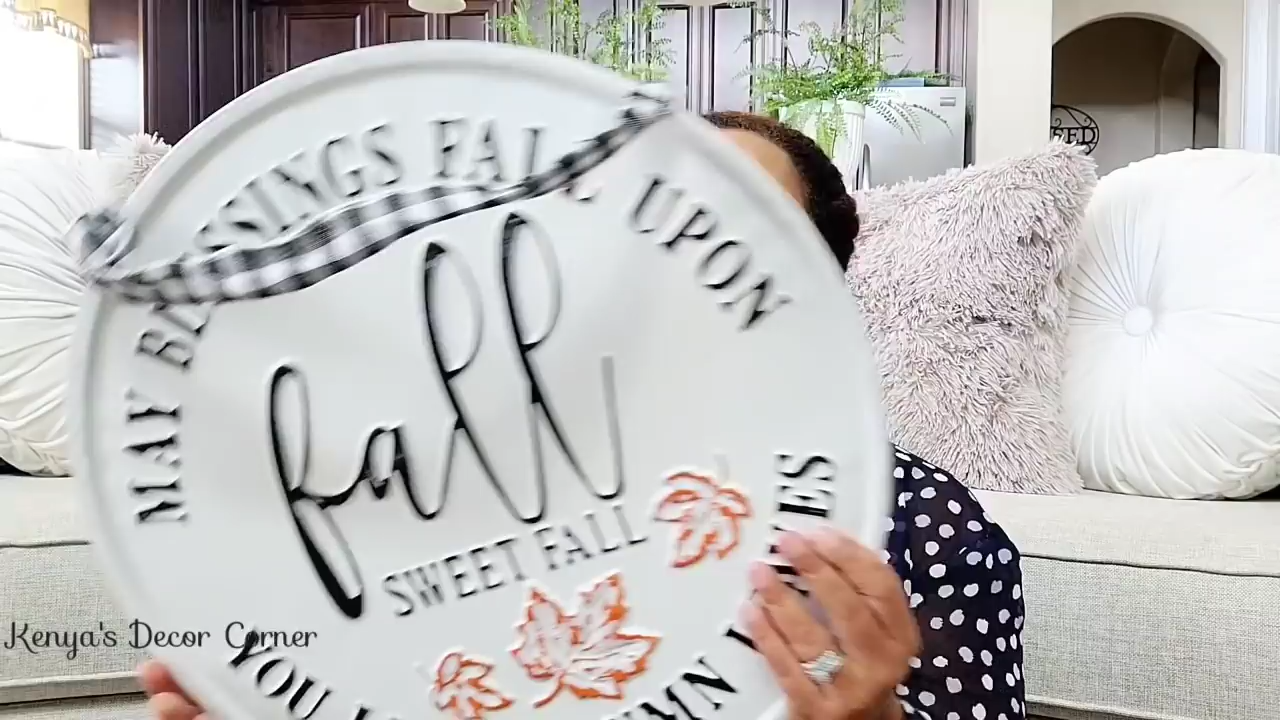 MAY BLESSINGS FALL UPON
fall
SWEET FALL
YOU
Kenya's Decor Corner